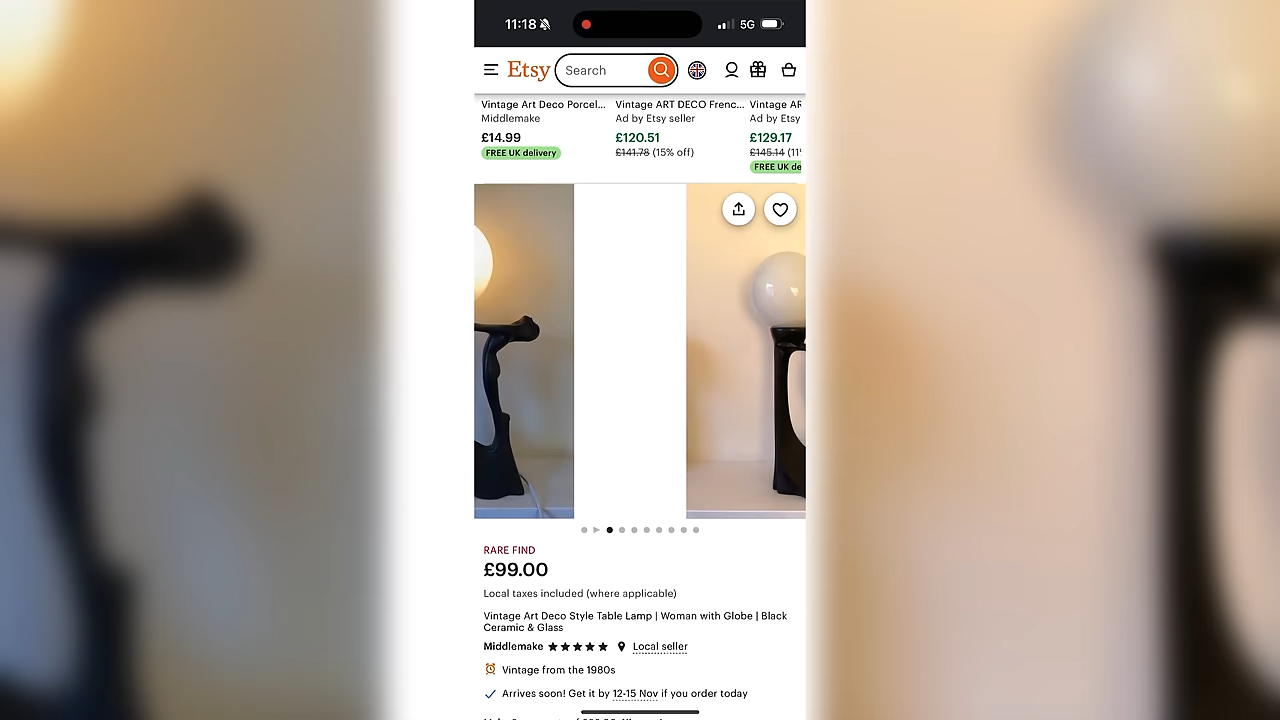 11:18 5G
Etsy Search
Vintage Art Deco Porcel... Vintage ART DECO Frenc... Vintage AR
Middlemake Ad by Etsy seller Ad by Etsy
£14.99 £120.51 £129.17
FREE UK delivery £141.78 (15% off) £145.14 (11%
FREE UK de
RARE FIND
£99.00
Local taxes included (where applicable)
Vintage Art Deco Style Table Lamp | Woman with Globe | Black
Ceramic & Glass
Middlemake ★★★★★ Local seller
Vintage from the 1980s
Arrives soon! Get it by 12-15 Nov if you order today